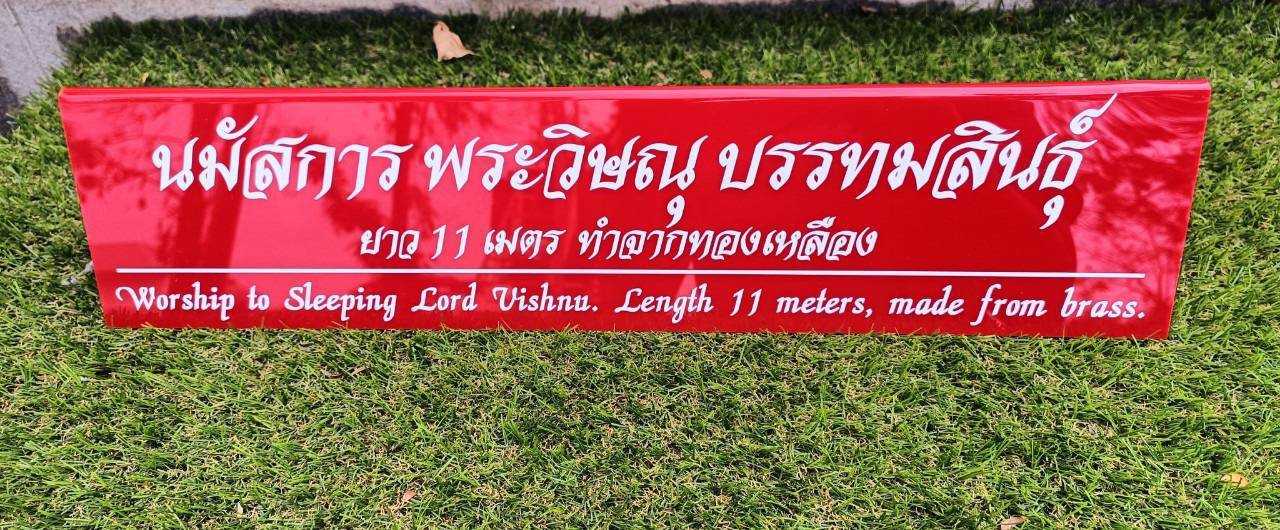 นมัสการ พระวิษณุ บรรทมสินธุ์
ยาว 11 เมตร ทำจากทองเหลือง
Worship to Sleeping Lord Vishnu. Length 11 meters, made from brass.